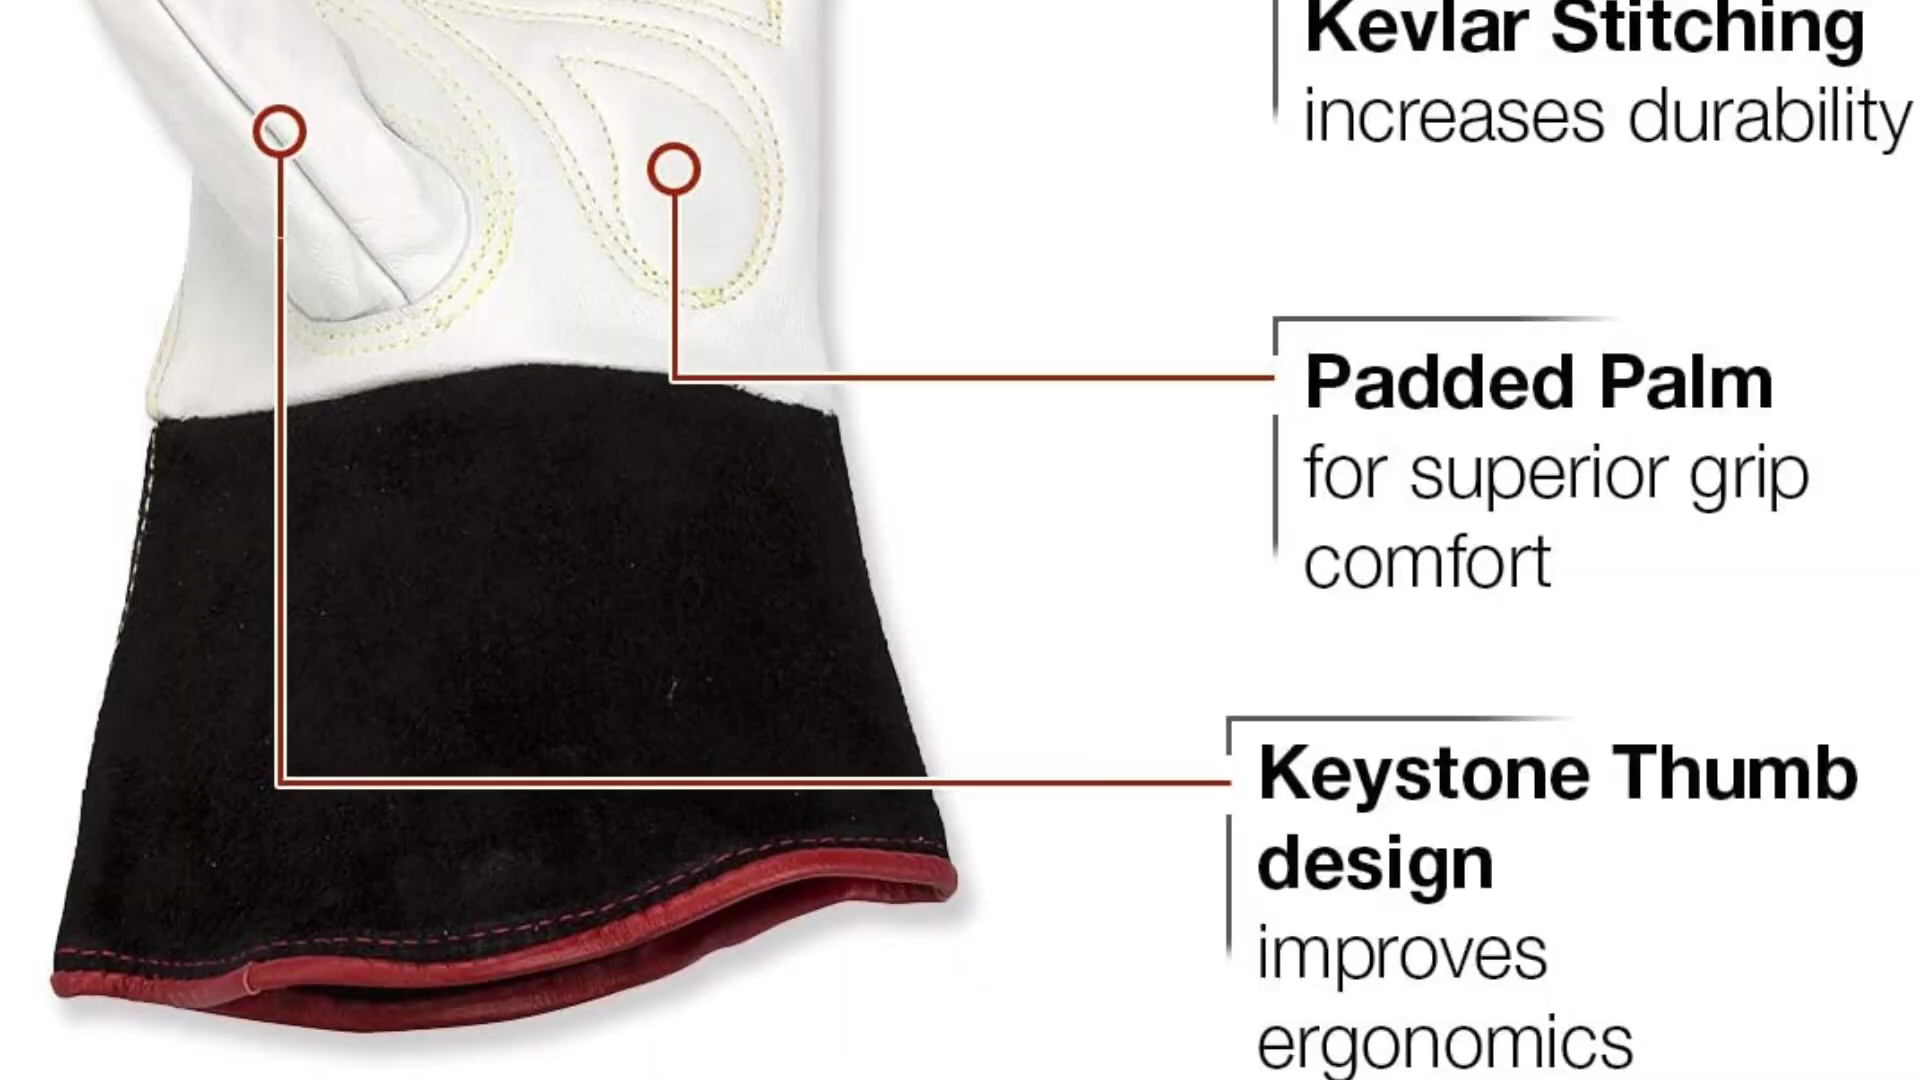 Kevlar Stitching
increases durability
Padded Palm
for superior grip
comfort
Keystone Thumb
design
improves
ergonomics